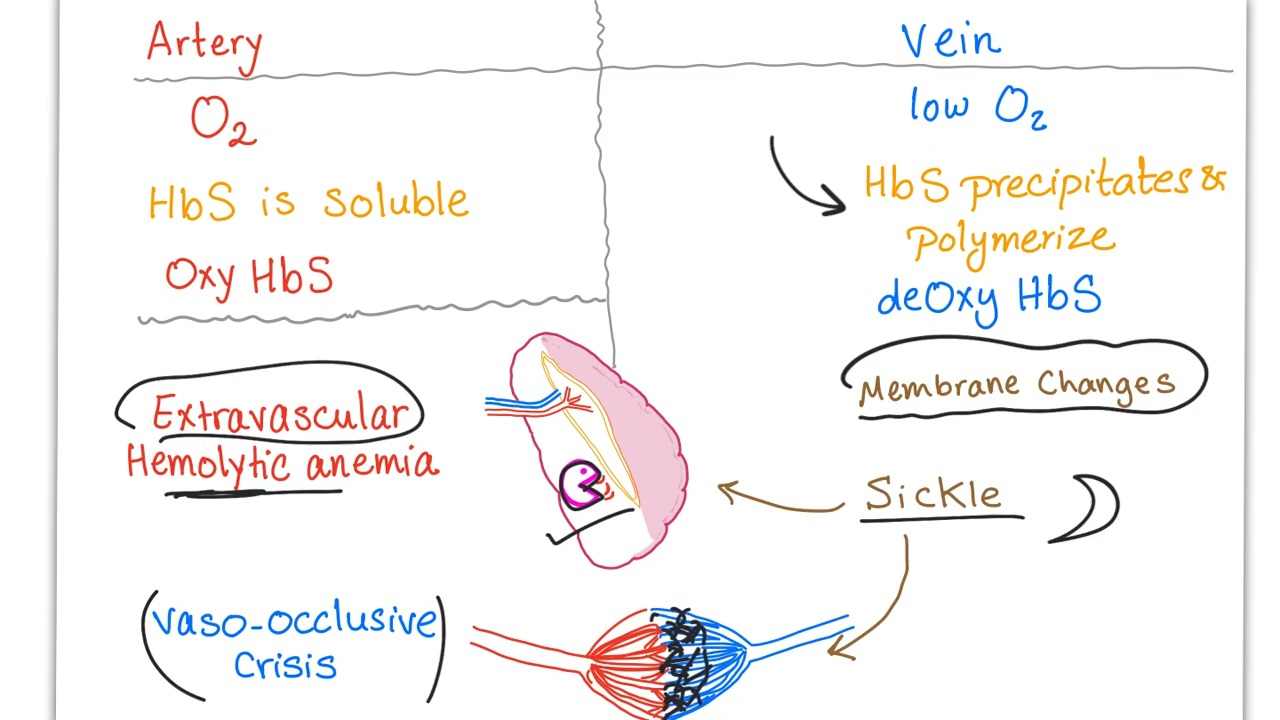 Artery
O₂
HbS is soluble
Oxy HbS
Vein
low O₂
HbS precipitates &
Polymerize
deOxy HbS
Membrane Changes
Sickle
Extravascular
Hemolytic anemia
Vaso-occlusive
Crisis